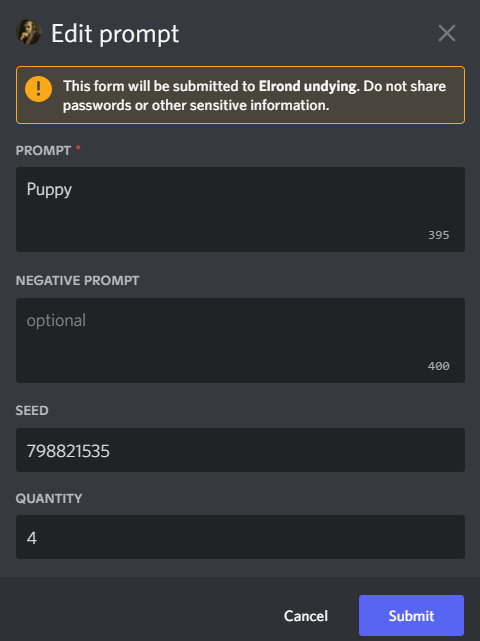 Edit prompt
This form will be submitted to Elrond undying. Do not share
passwords or other sensitive information.
PROMPT *
Puppy
395
NEGATIVE PROMPT
optional
400
SEED
798821535
QUANTITY
4
Cancel Submit